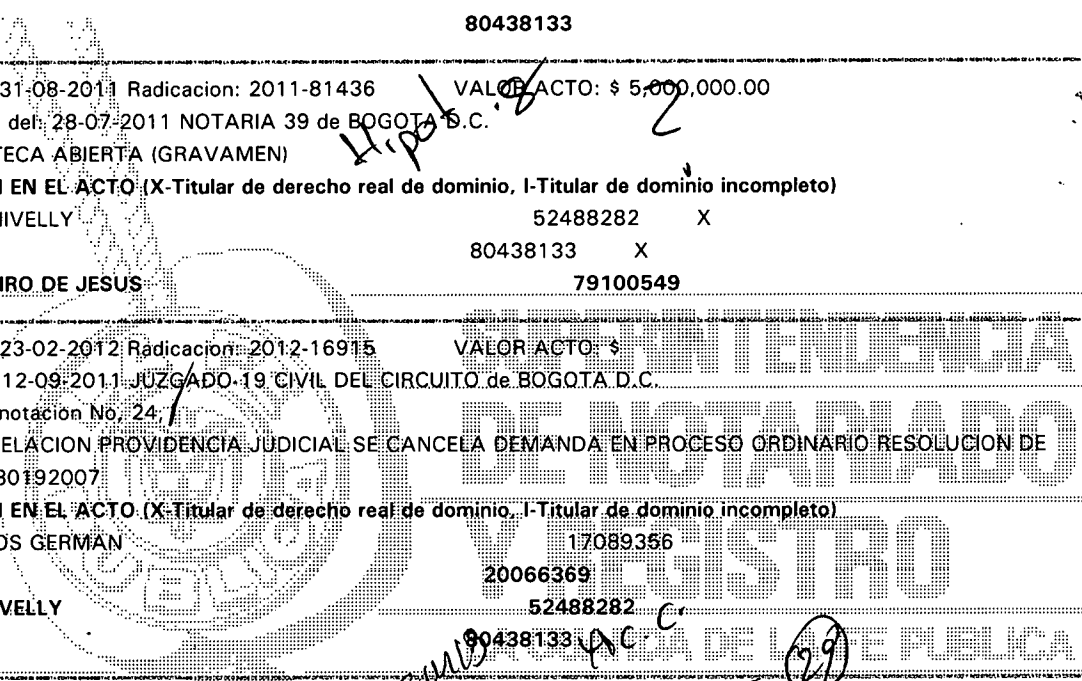 80438133
31-08-2011 Radicacion: 2011-81436 VALOR ACTO: $ 5,000,000.00
del: 28-07-2011 NOTARIA 39 de BOGOTA D.C.
Hipot. 8 2
TECA ABIERTA (GRAVAMEN)
EN EL ACTO (X-Titular de derecho real de dominio, I-Titular de dominio incompleto)
NIVELLY 52488282 X
80438133 X
IRO DE JESUS 79100549
23-02-2012 Radicacion: 2012-16915 VALOR ACTO: $
12-09-2011 JUZGADO 19 CIVIL DEL CIRCUITO de BOGOTA D.C.
notacion No, 24,
ELACION PROVIDENCIA JUDICIAL SE CANCELA DEMANDA EN PROCESO ORDINARIO RESOLUCION DE
80192007
EN EL ACTO (X-Titular de derecho real de dominio, I-Titular de dominio incompleto)
OS GERMAN 17089356
20066369
VELLY 52488282
80438133
29
SUPERINTENDENCIA
DE NOTARIADO
Y REGISTRO
LA GUARDA DE LA FE PUBLICA